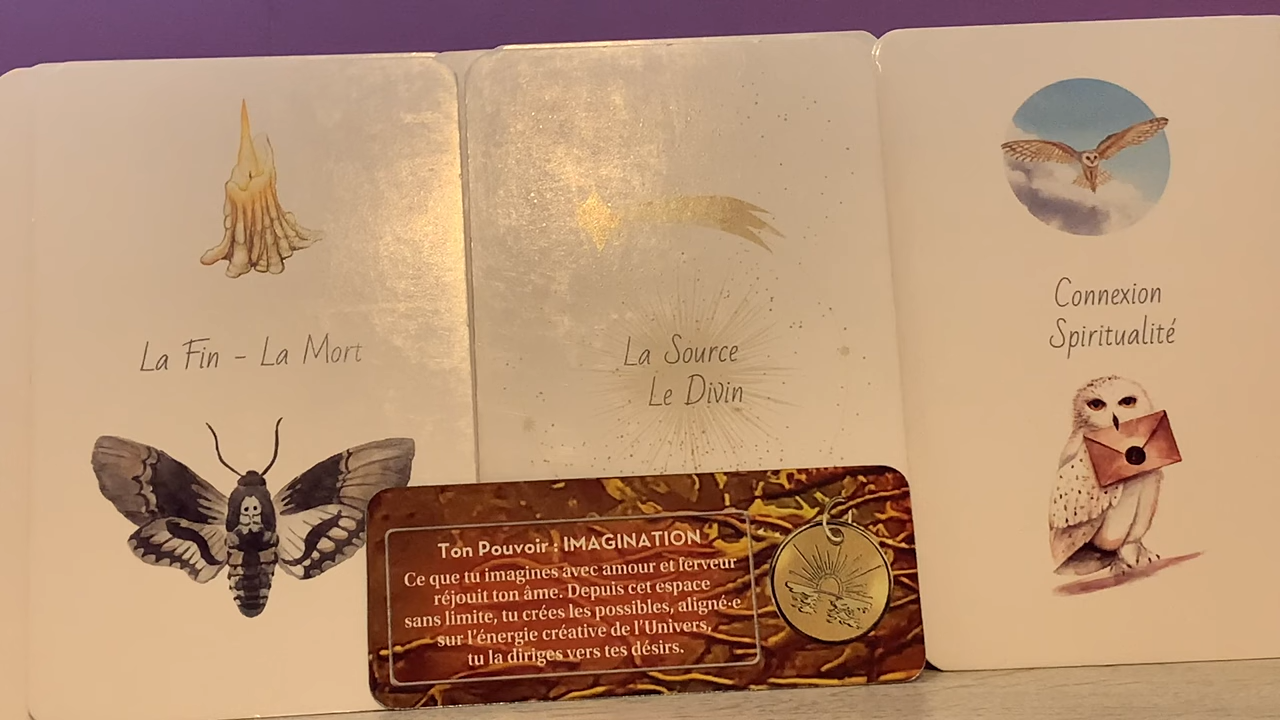 La Fin - La Mort
La Source
Le Divin
Connexion
Spiritualité
Ton Pouvoir : IMAGINATION
Ce que tu imagines avec amour et ferveur
réjouit ton âme. Depuis cet espace
sans limite, tu crées les possibles, aligné·e
sur l'énergie créative de l'Univers,
tu la diriges vers tes désirs.